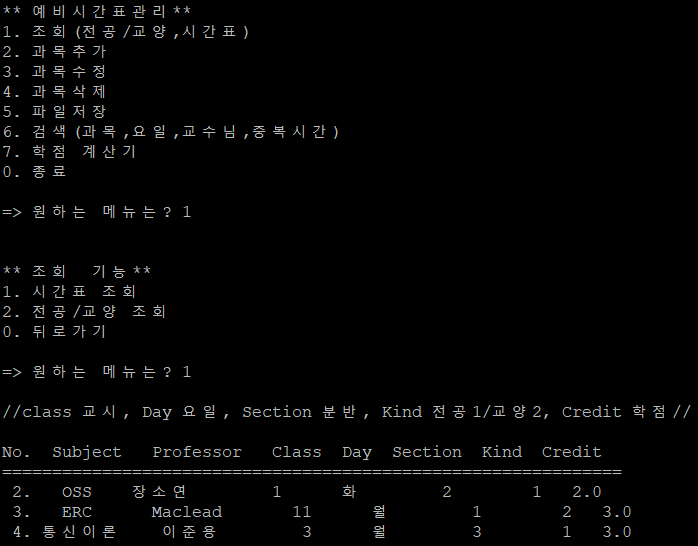 ** 예비시간표관리 **
1. 조회 (전공/교양,시간표)
2. 과목추가
3. 과목수정
4. 과목삭제
5. 파일저장
6. 검색 (과목,요일,교수님,중복시간)
7. 학점 계산기
0. 종료
=> 원하는 메뉴는? 1
** 조회 기능 **
1. 시간표 조회
2. 전공/교양 조회
0. 뒤로가기
=> 원하는 메뉴는? 1
//class 교시, Day 요일, Section 분반, Kind 전공1/교양2, Credit 학점//
No. Subject Professor Class Day Section Kind Credit
==============================================================
2. OSS 장소연 1 화 2 1 2.0
3. ERC Maclead 11 월 1 2 3.0
4. 통신이론 이준용 3 월 3 1 3.0